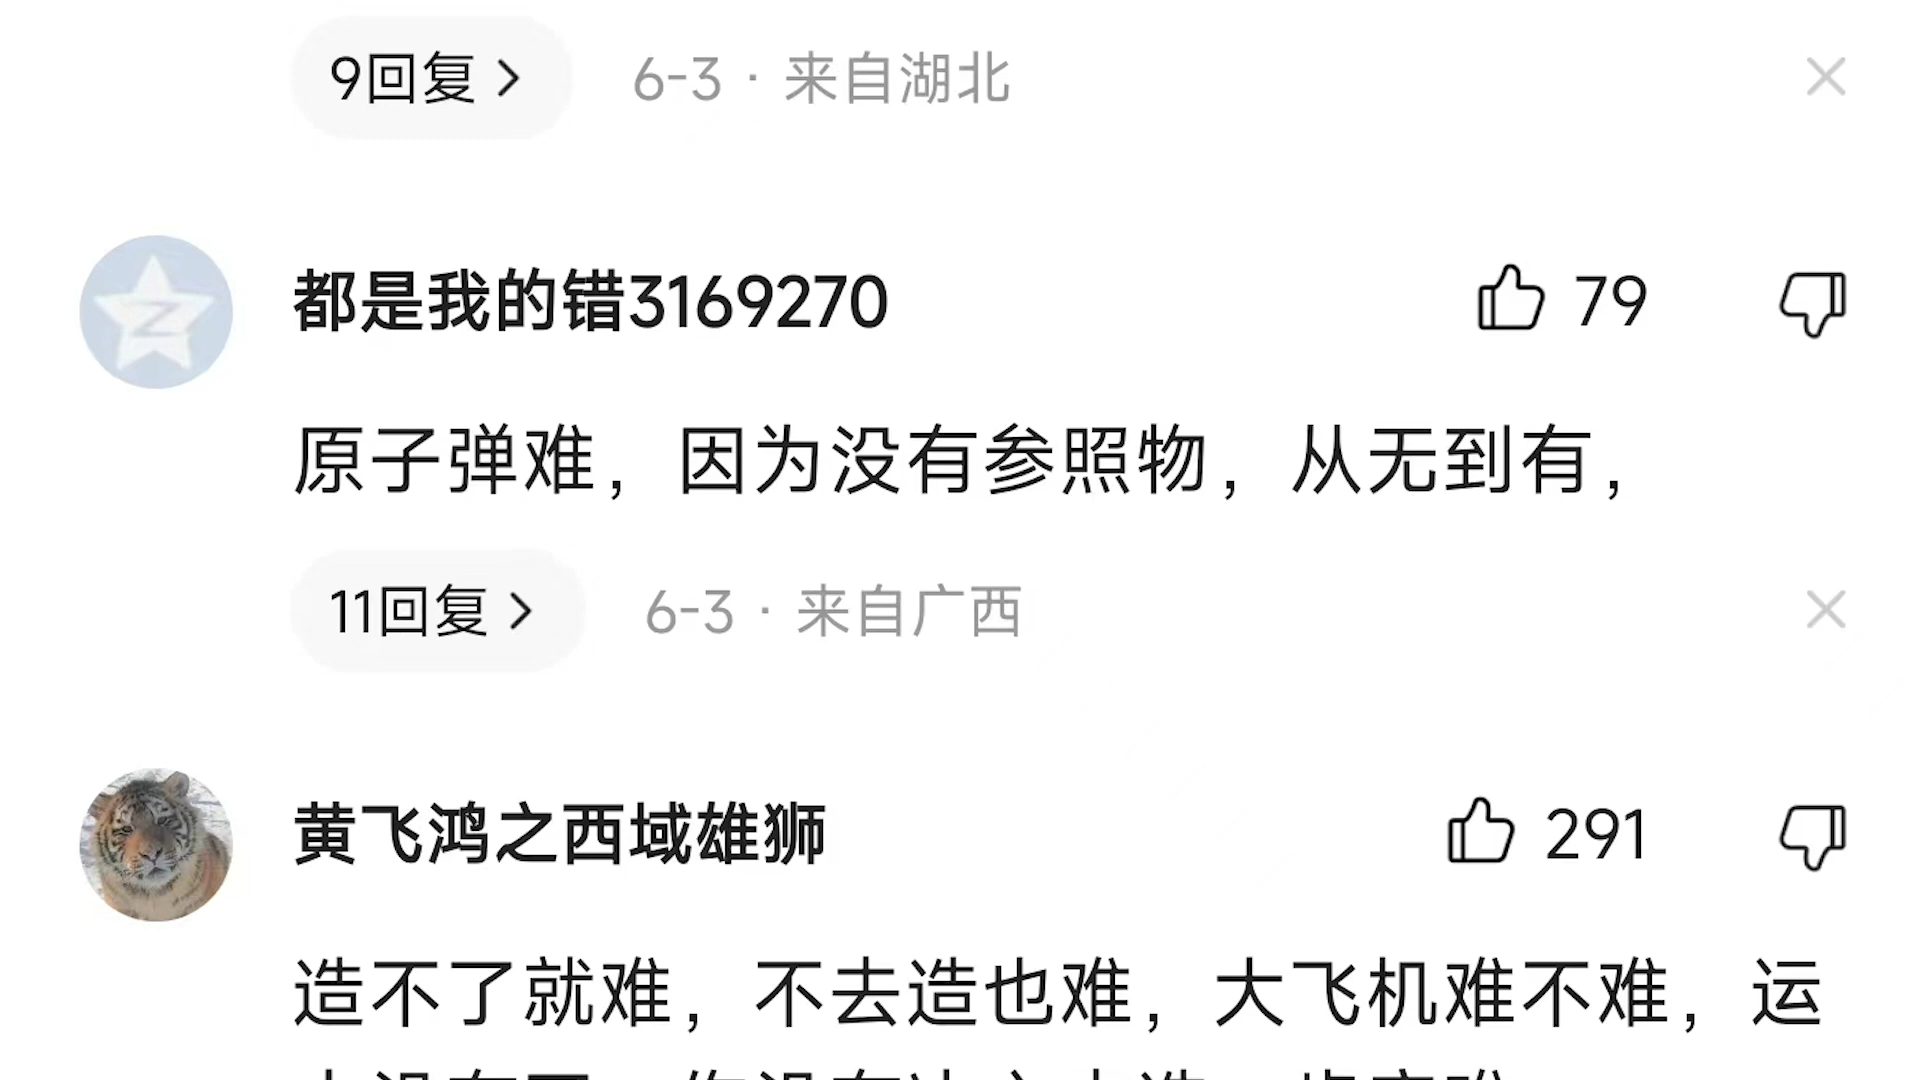 9回复 > 6-3 · 来自湖北
都是我的错3169270 79
原子弹难，因为没有参照物，从无到有，
11回复 > 6-3 · 来自广西
黄飞鸿之西域雄狮 291
造不了就难，不去造也难，大飞机难不难，运